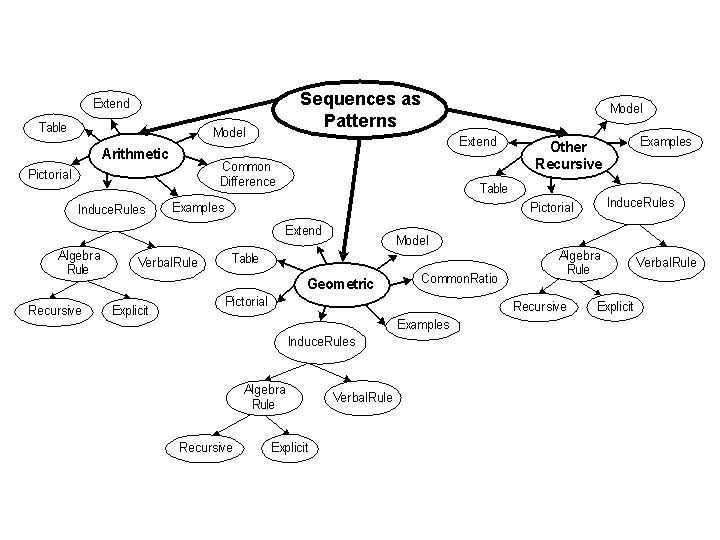 Sequences as
Patterns
Extend
Table
Model
Arithmetic
Pictorial
Common
Difference
InduceRules
Examples
Algebra
Rule
VerbalRule
Recursive
Explicit
Extend
Model
Table
Geometric
CommonRatio
Pictorial
Examples
InduceRules
Algebra
Rule
VerbalRule
Recursive
Explicit
Model
Extend
Other
Recursive
Examples
Table
Pictorial
InduceRules
Algebra
Rule
VerbalRule
Recursive
Explicit